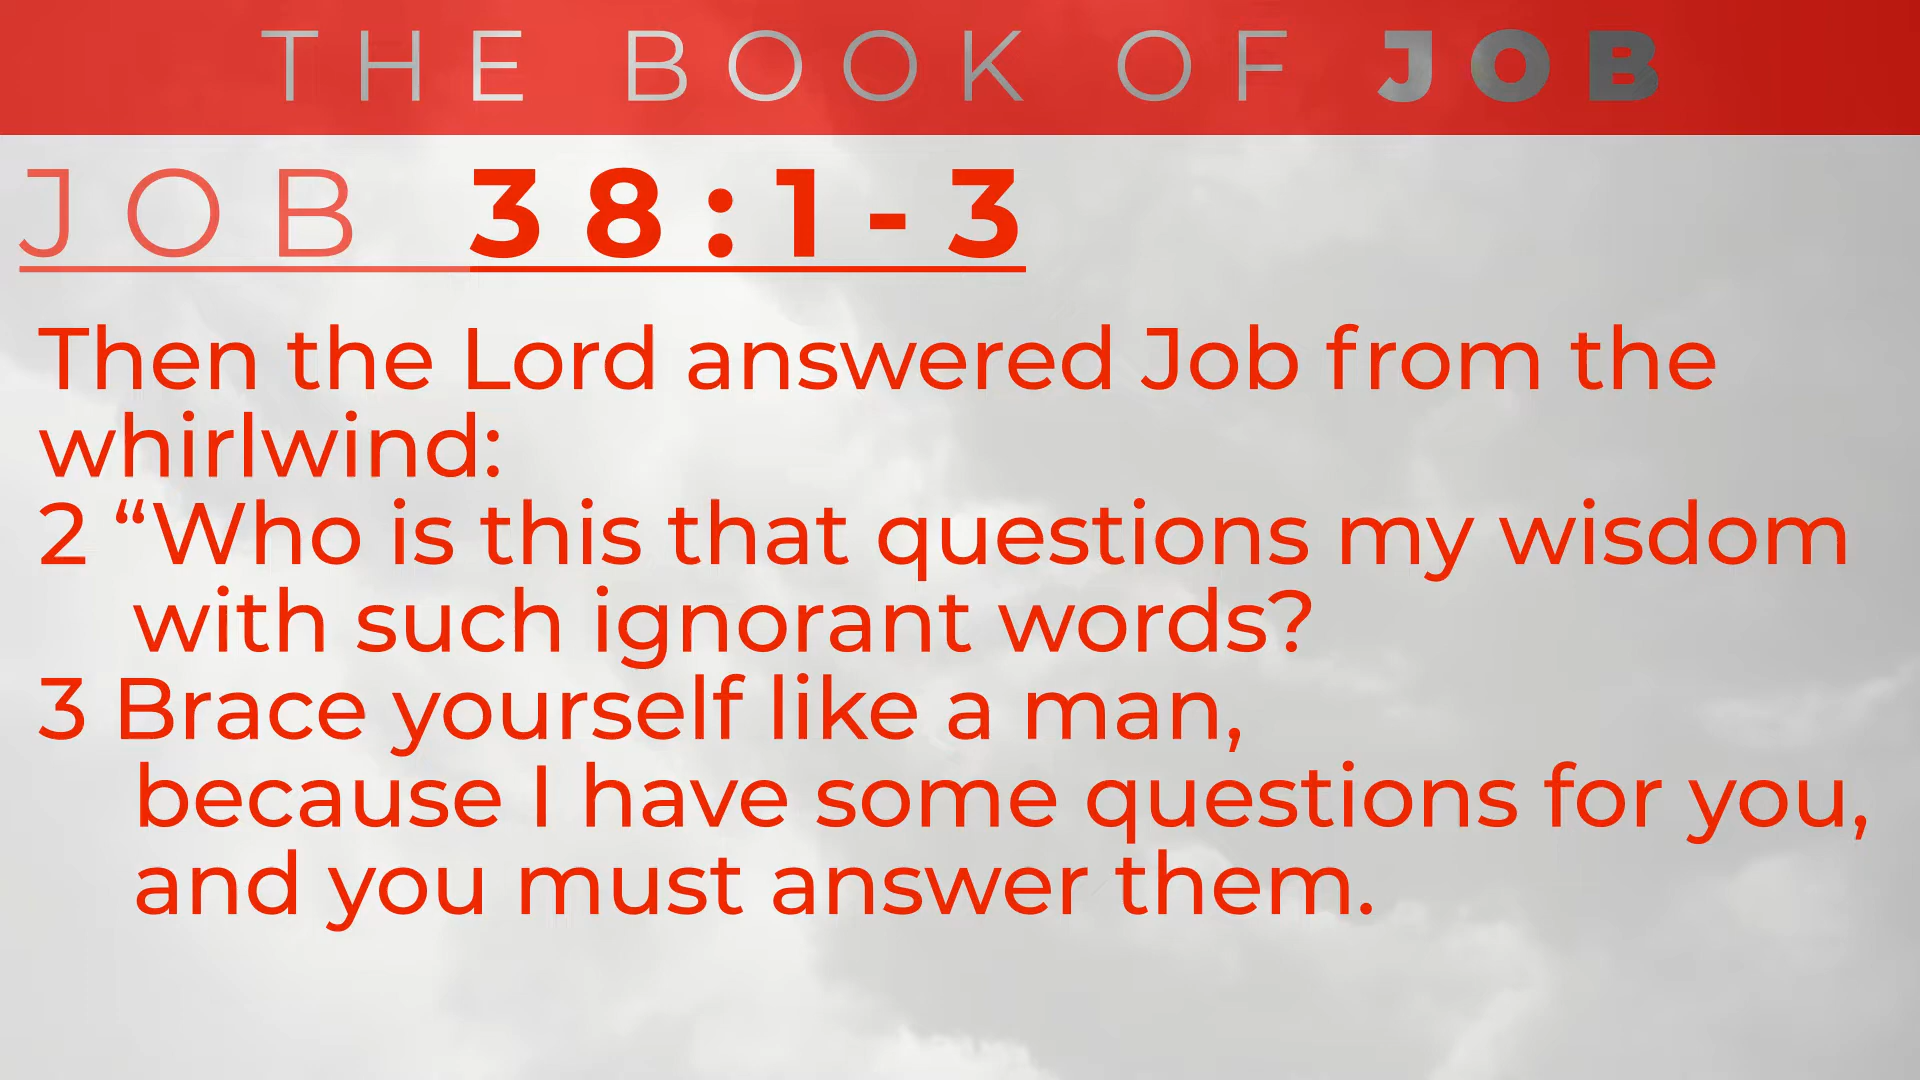 THE BOOK OF JOB
JOB 38:1-3
Then the Lord answered Job from the
whirlwind:
2 “Who is this that questions my wisdom
with such ignorant words?
3 Brace yourself like a man,
because I have some questions for you,
and you must answer them.